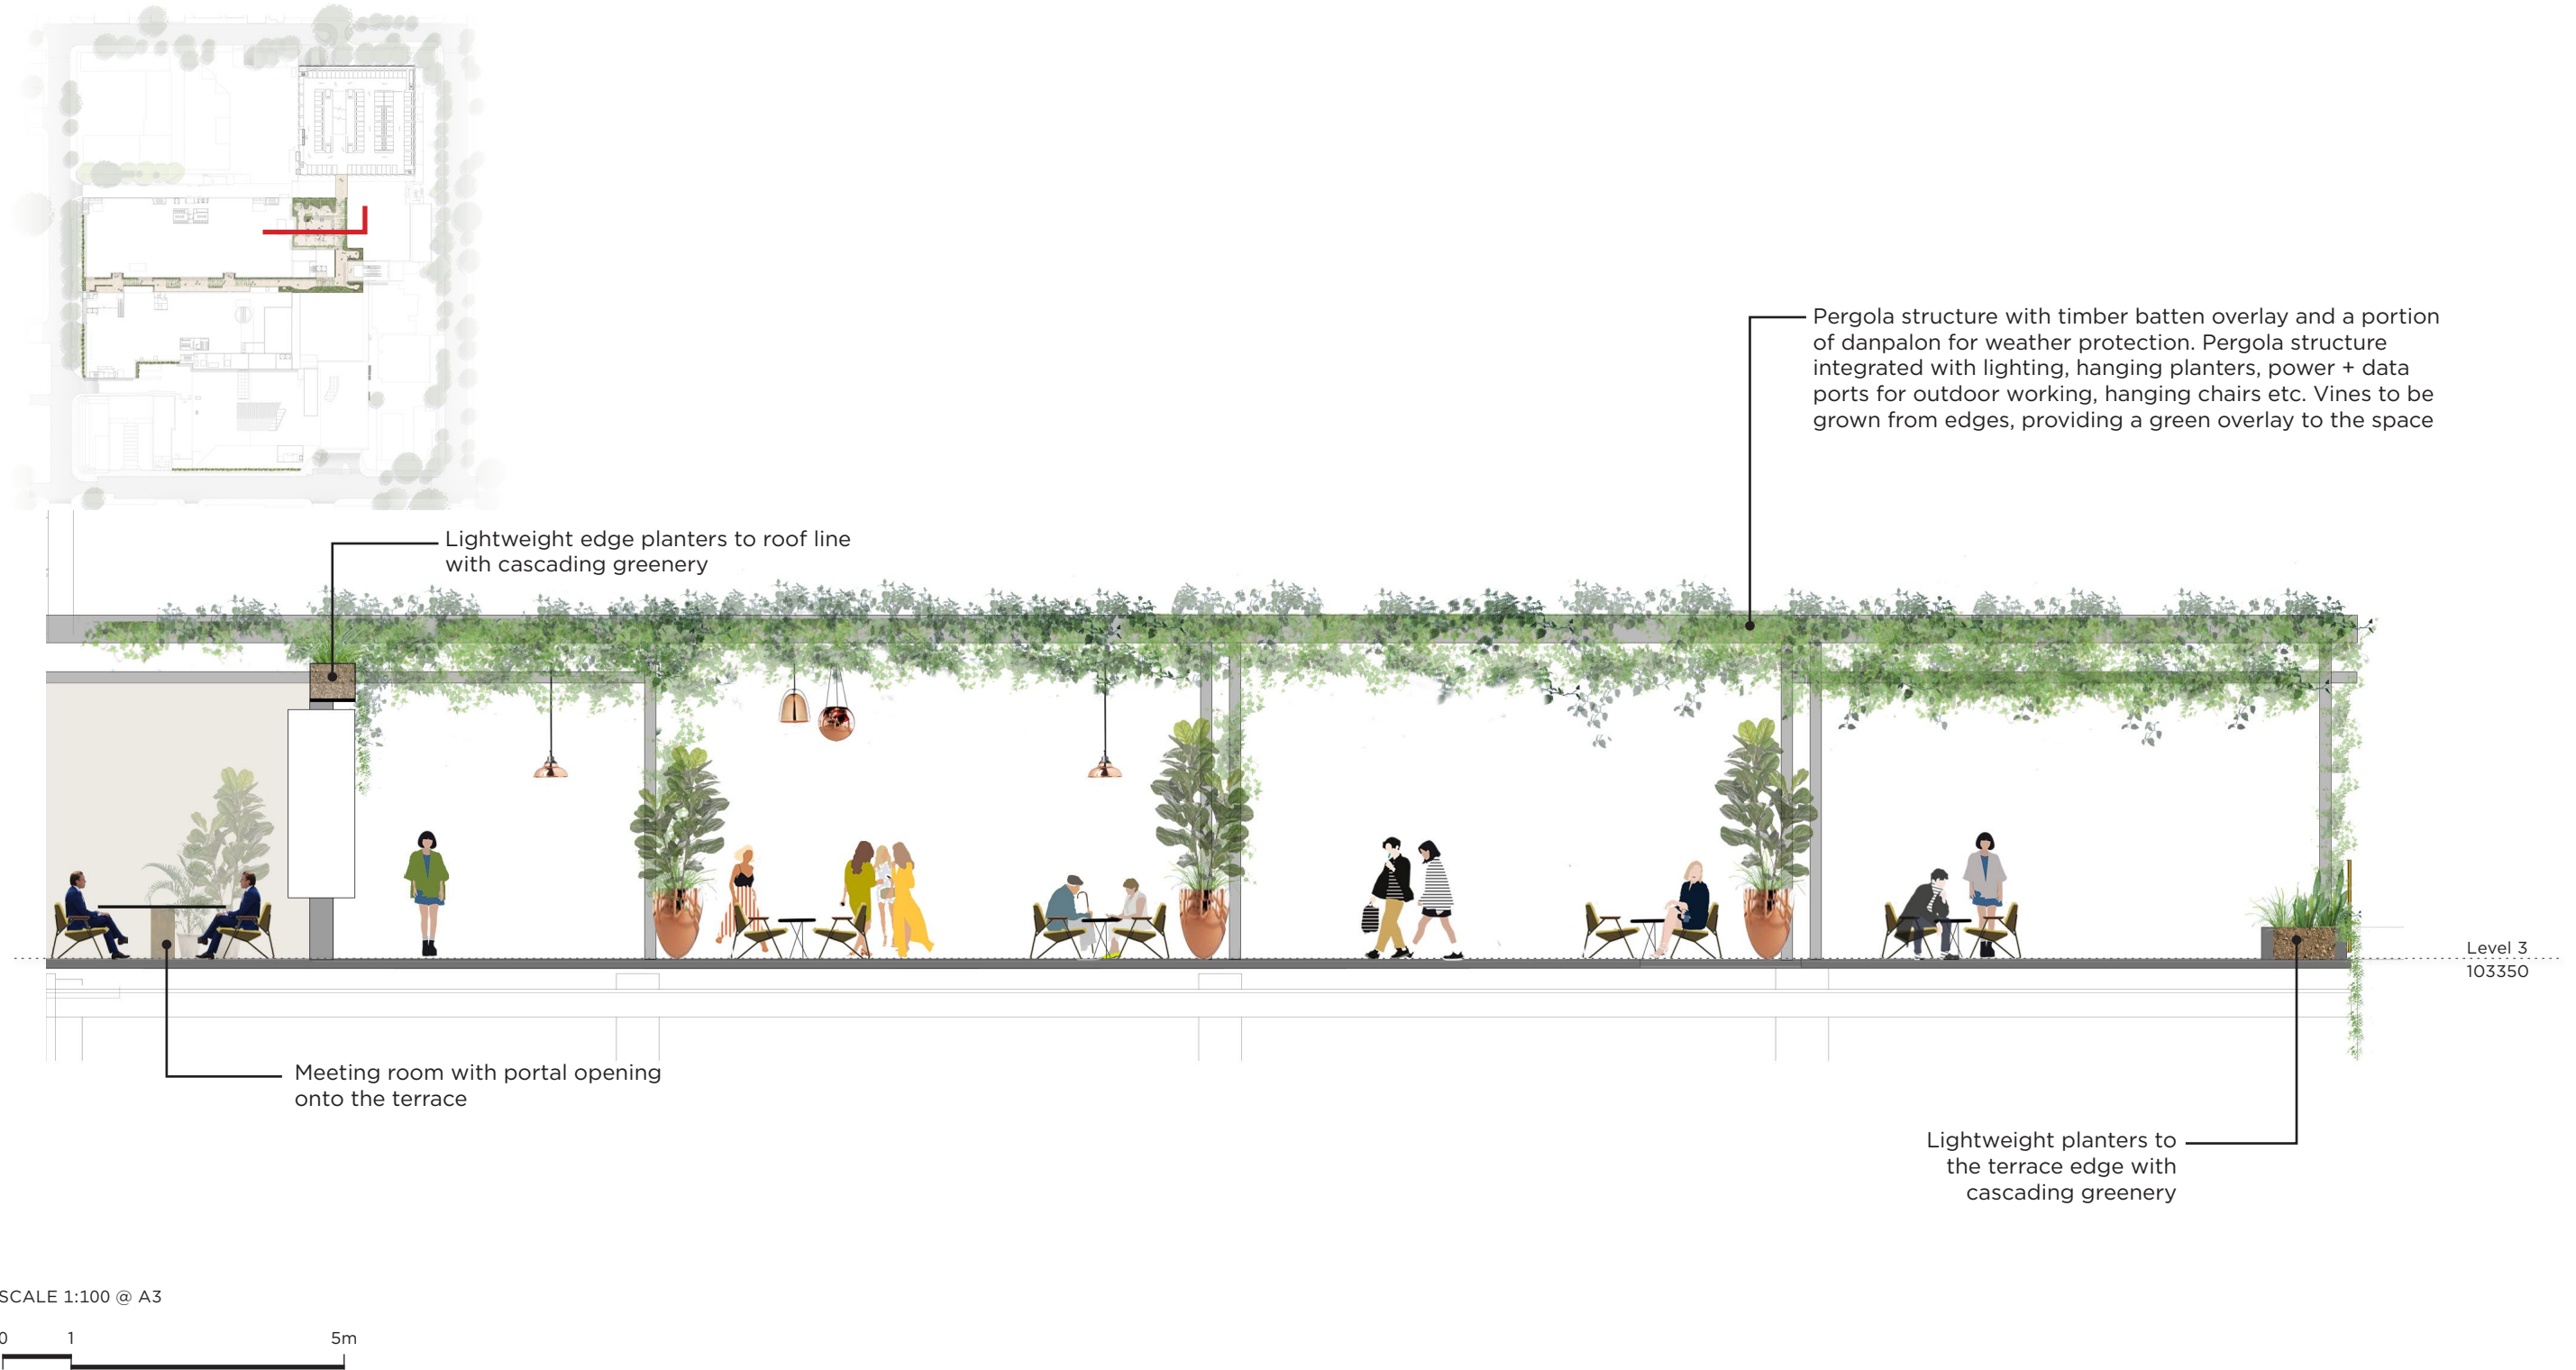 Pergola structure with timber batten overlay and a portion
of danpalon for weather protection. Pergola structure
integrated with lighting, hanging planters, power + data
ports for outdoor working, hanging chairs etc. Vines to be
grown from edges, providing a green overlay to the space
Lightweight edge planters to roof line
with cascading greenery
Level 3
103350
Meeting room with portal opening
onto the terrace
Lightweight planters to
the terrace edge with
cascading greenery
SCALE 1:100 @ A3
0 1 5m